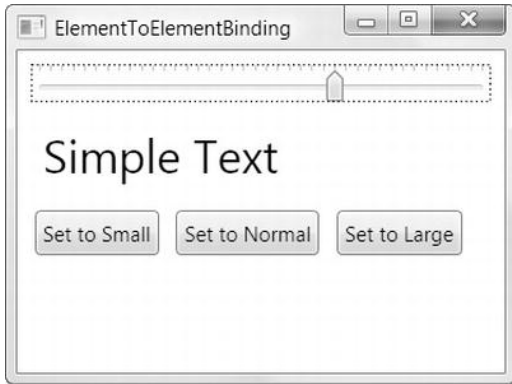 ElementToElementBinding
Simple Text
Set to Small Set to Normal Set to Large